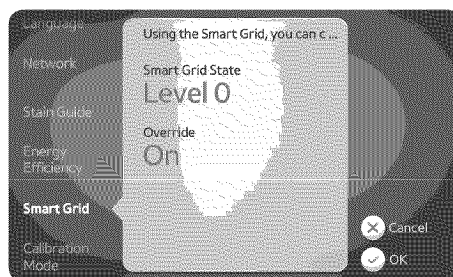 Language
Network
Stain Guide
Energy
Efficiency
Smart Grid
Calibration
Mode
Using the Smart Grid, you can c ...
Smart Grid State
Level 0
Override
On
Cancel
OK